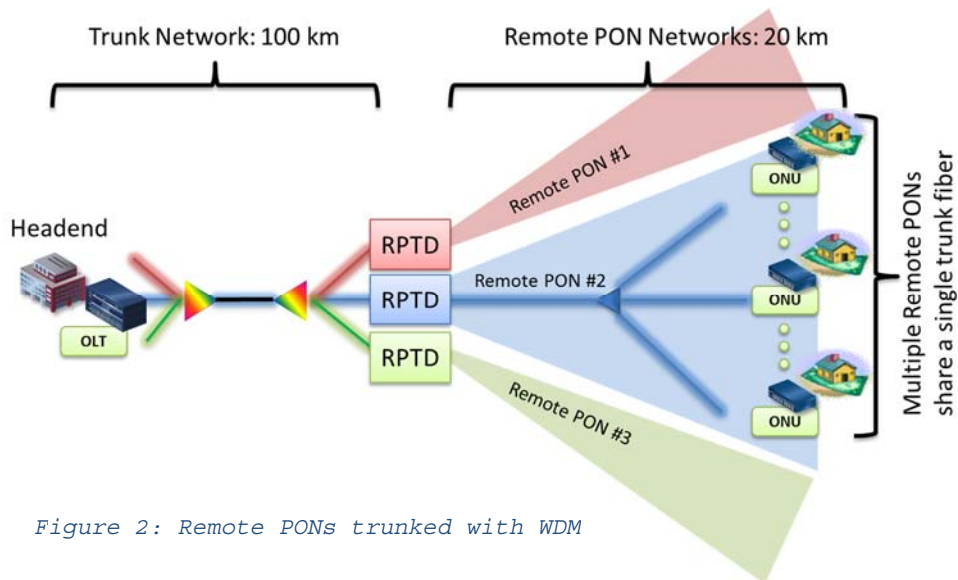 Trunk Network: 100 km
Remote PON Networks: 20 km
Headend
OLT
RPTD
RPTD
RPTD
Remote PON #1
Remote PON #2
Remote PON #3
ONU
ONU
ONU
Multiple Remote PONs
share a single trunk fiber
Figure 2: Remote PONs trunked with WDM